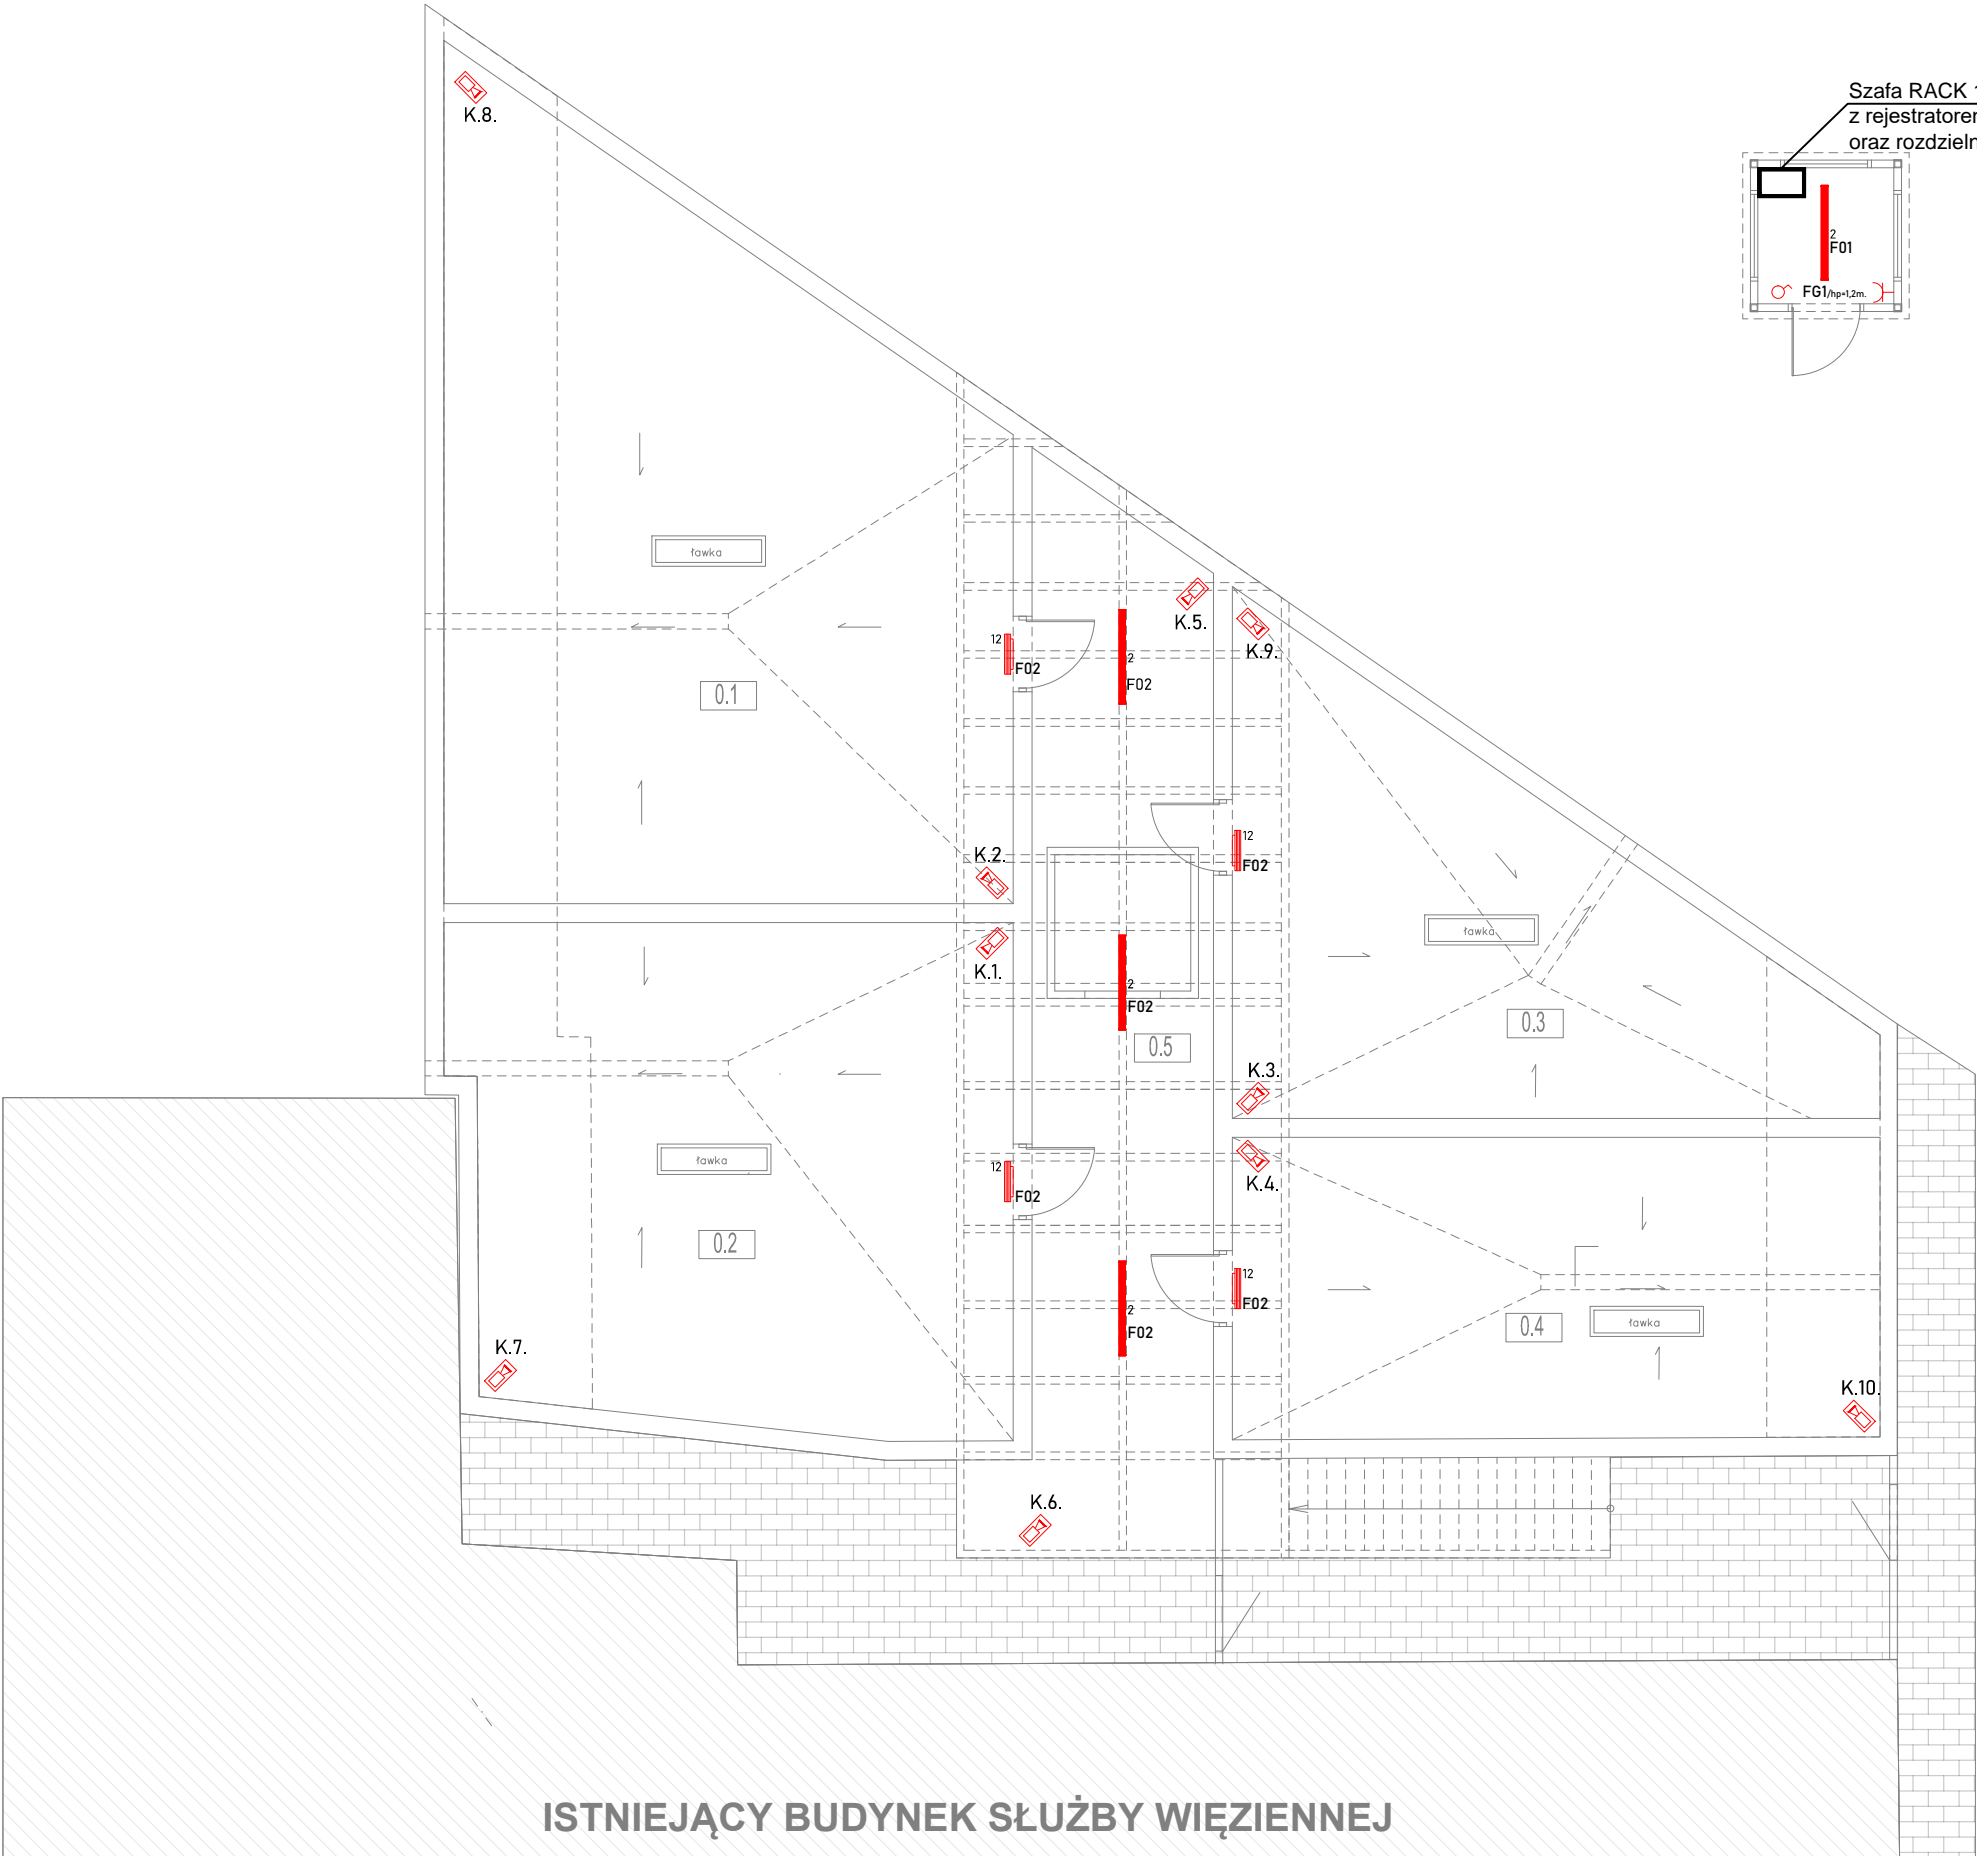 Szafa RACK 1
z rejestratorem
oraz rozdzieln
2
F01
FG1/hp=1,2m.
K.8.
ławka
K.5.
K.9.
12
F02
2
F02
0.1
12
F02
K.2.
K.1.
ławka
2
F02
0.3
0.5
K.3.
ławka
12
F02
K.4.
0.2
12
F02
2
F02
0.4
ławka
K.7.
K.10.
K.6.
ISTNIEJĄCY BUDYNEK SŁUŻBY WIĘZIENNEJ